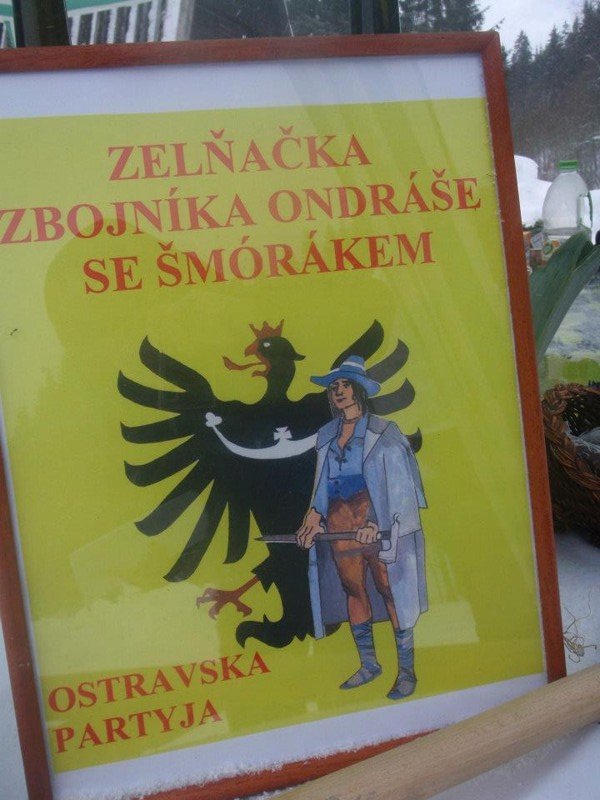 ZELŇAČKA
ZBOJNÍKA ONDRÁŠE
SE ŠMÓRÁKEM
OSTRAVSKA
PARTYJA